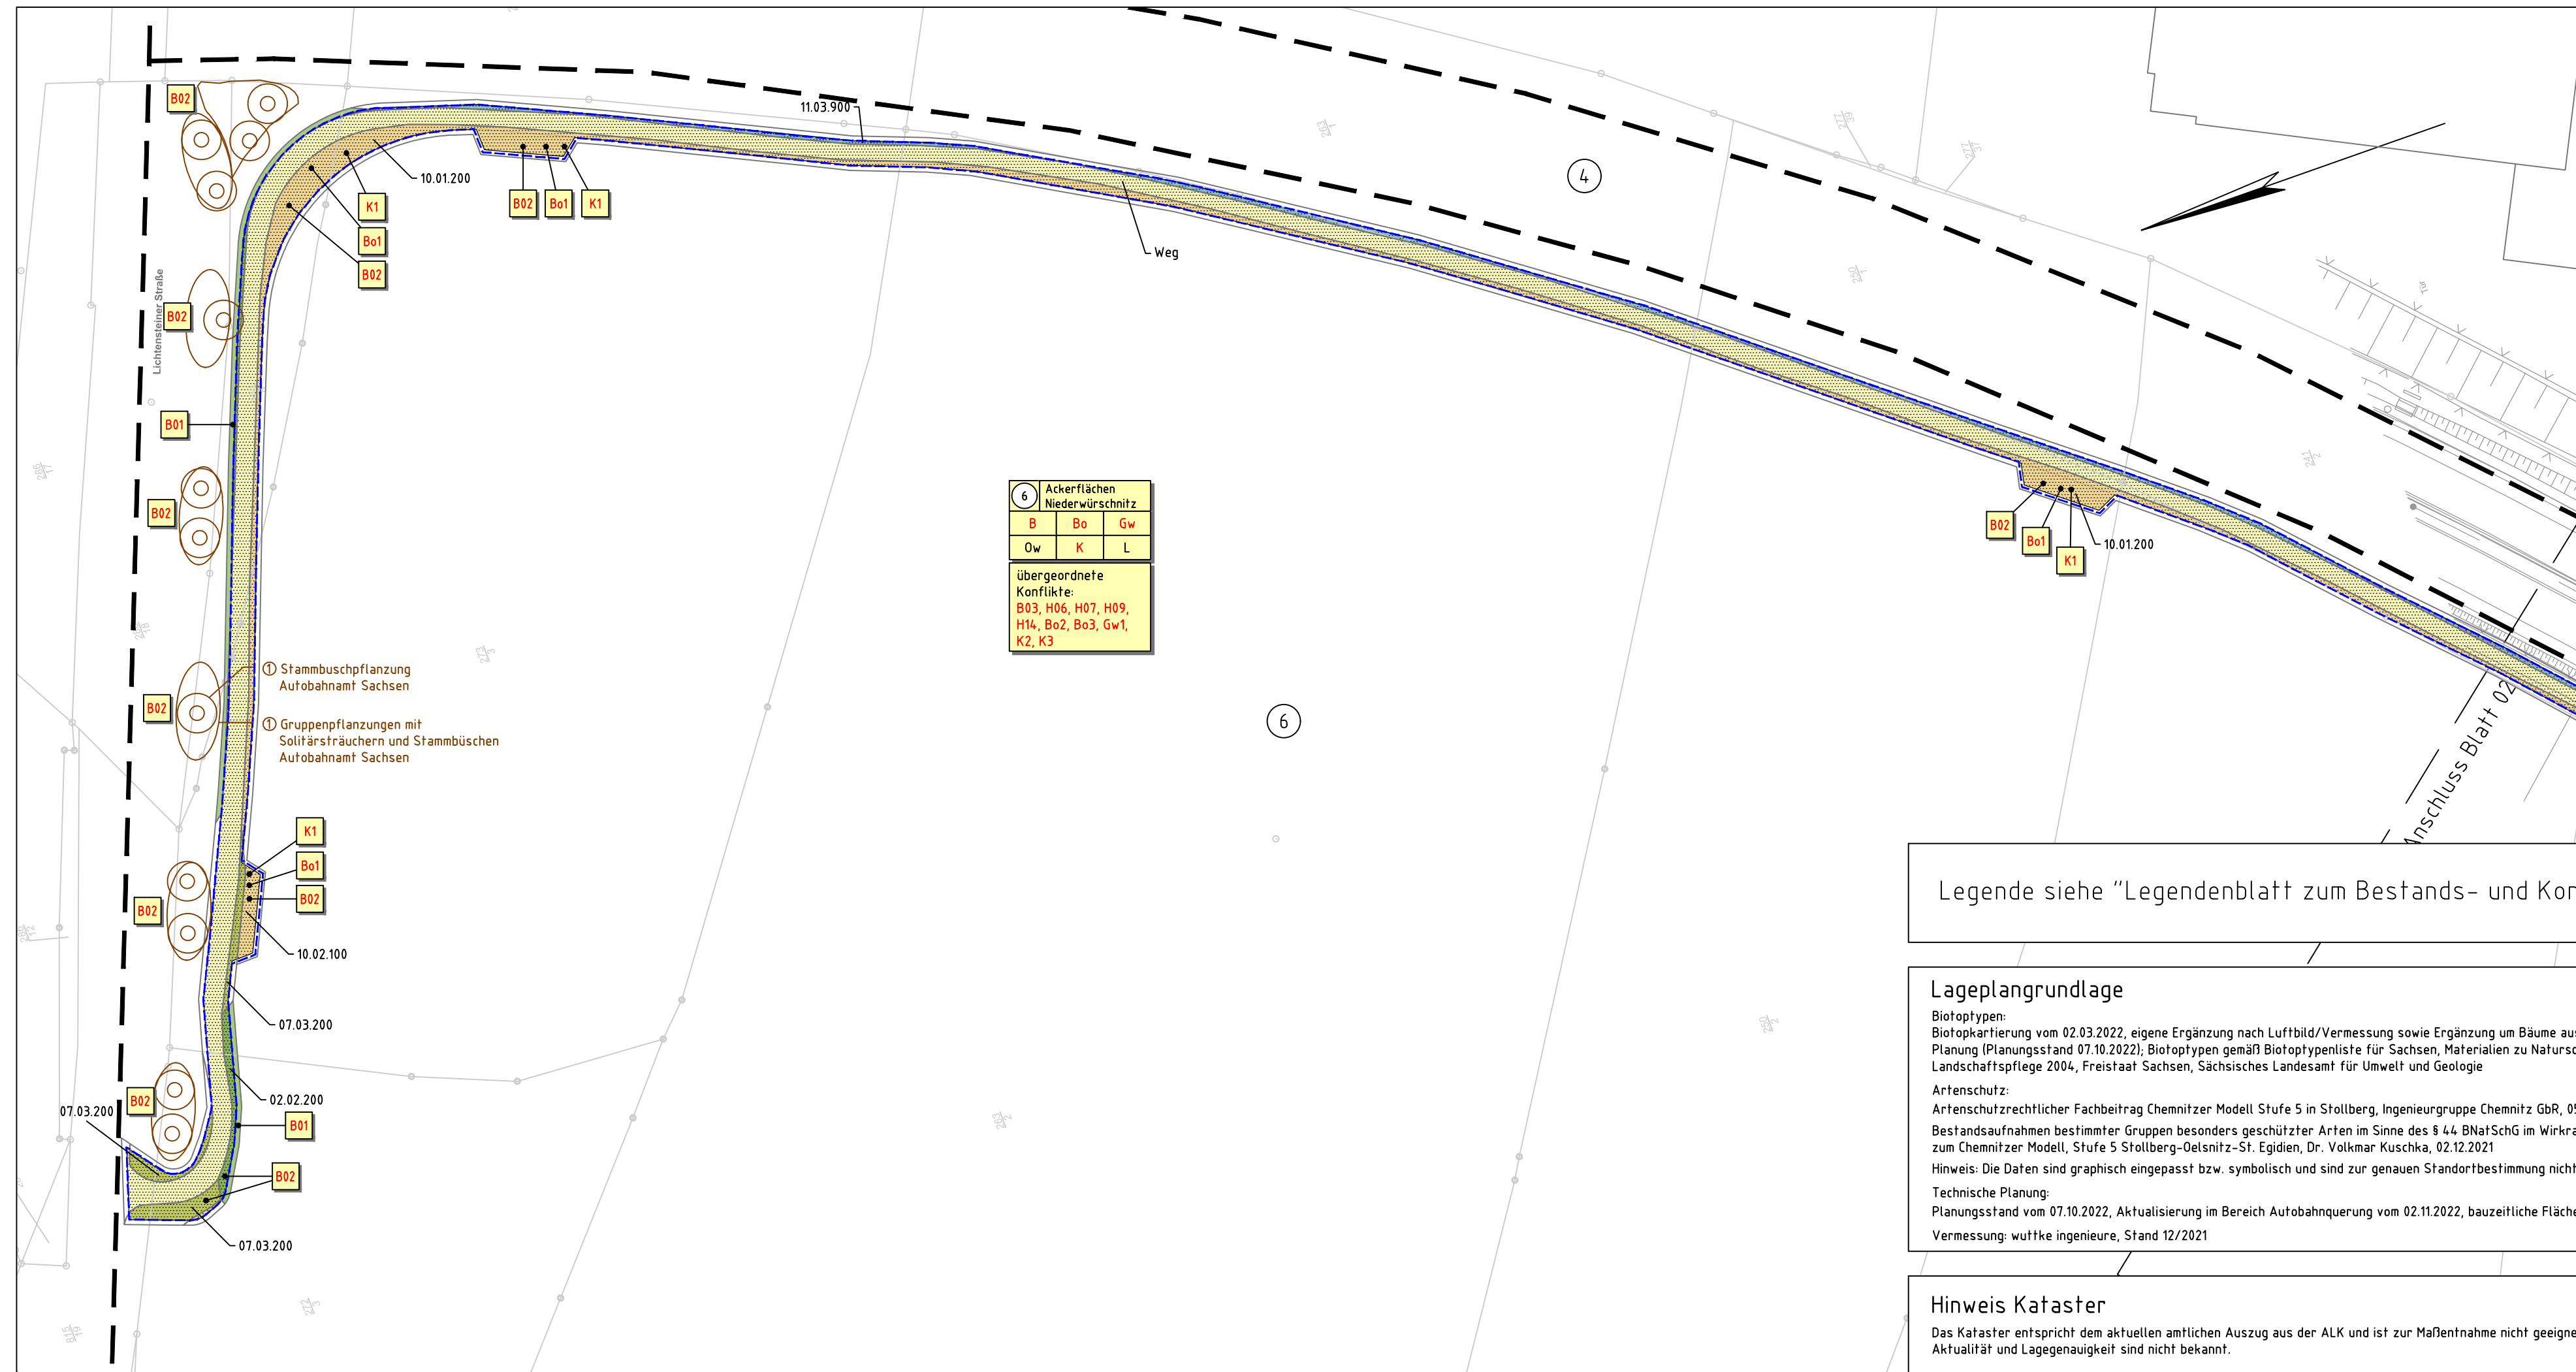 B02
11.03.900
10.01.200
K1
Bo1
B02
B02 Bo1 K1
4
Weg
Lichtensteiner Straße
B02
B01
B02
Tor
6 Ackerflächen
Niederwürschnitz
B Bo Gw
Ow K L
übergeordnete
Konflikte:
B03, H06, H07, H09,
H14, Bo2, Bo3, Gw1,
K2, K3
B02
Bo1
K1
10.01.200
① Stammbuschpflanzung
Autobahnamt Sachsen
B02
① Gruppenpflanzungen mit
Solitärsträuchern und Stammbüschen
Autobahnamt Sachsen
6
Anschluss Blatt 02
K1
Bo1
B02
B02
10.02.100
07.03.200
02.02.200
B02
07.03.200
B01
B02
07.03.200
Legende siehe "Legendenblatt zum Bestands- und
Lageplangrundlage
Biotoptypen:
Biotopkartierung vom 02.03.2022, eigene Ergänzung nach Luftbild/Vermessung sowie Ergänzung um Bäume
Planung (Planungsstand 07.10.2022); Biotoptypen gemäß Biotoptypenliste für Sachsen, Materialien zu
Landschaftspflege 2004, Freistaat Sachsen, Sächsisches Landesamt für Umwelt und Geologie
Artenschutz:
Artenschutzrechtlicher Fachbeitrag Chemnitzer Modell Stufe 5 in Stollberg, Ingenieurgruppe Chemnitz GbR,
Bestandsaufnahmen bestimmter Gruppen besonders geschützter Arten im Sinne des § 44 BNatSchG im
zum Chemnitzer Modell, Stufe 5 Stollberg-Oelsnitz-St. Egidien, Dr. Volkmar Kuschka, 02.12.2021
Hinweis: Die Daten sind graphisch eingepasst bzw. symbolisch und sind zur genauen Standortbestimmung nicht
Technische Planung:
Planungsstand vom 07.10.2022, Aktualisierung im Bereich Autobahnquerung vom 02.11.2022, bauzeitliche
Vermessung: wuttke ingenieure, Stand 12/2021
Hinweis Kataster
Das Kataster entspricht dem aktuellen amtlichen Auszug aus der ALK und ist zur Maßentnahme nicht
Aktualität und Lagegenauigkeit sind nicht bekannt.